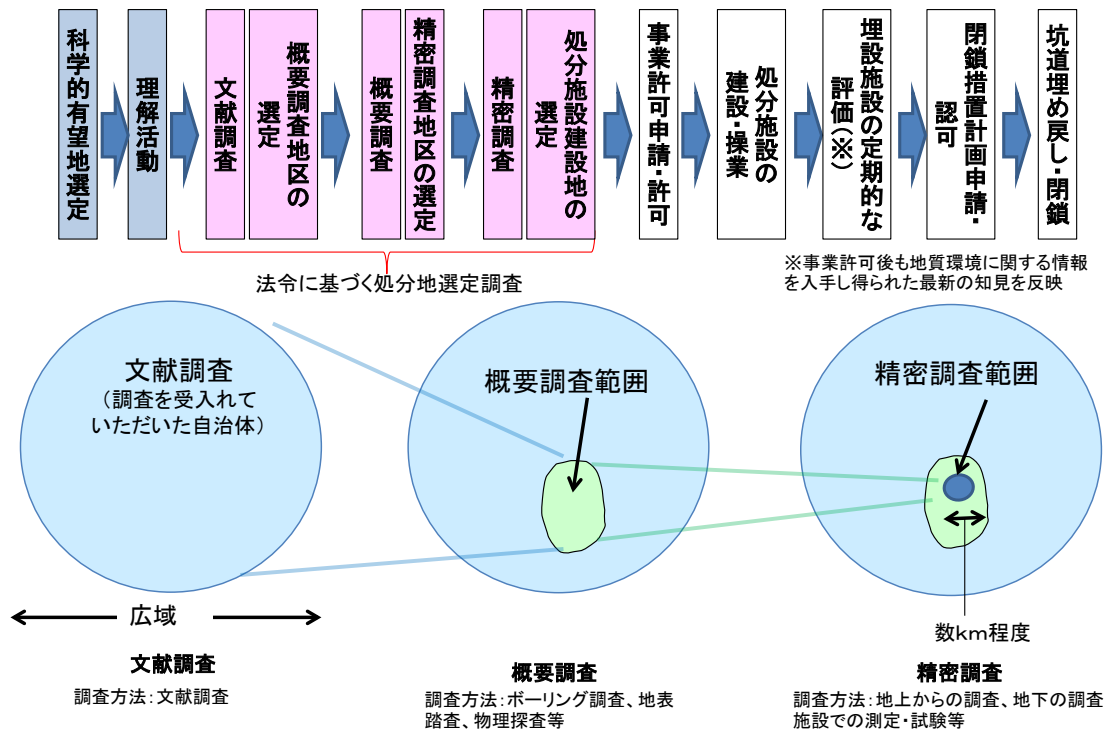 科学的有望地選定
理解活動
文献調査
概要調査地区の
選定
概要調査
精密調査地区の選定
精密調査
処分施設建設地の
選定
事業許可申請・許可
処分施設の
建設・操業
埋設施設の定期的な
評価(※)
閉鎖措置計画申請・
認可
坑道埋め戻し・閉鎖
法令に基づく処分地選定調査
※事業許可後も地質環境に関する情報
を入手し得られた最新の知見を反映
文献調査
（調査を受入れて
いただいた自治体）
概要調査範囲
精密調査範囲
広域
数km程度
文献調査
調査方法：文献調査
概要調査
調査方法：ボーリング調査、地表
踏査、物理探査等
精密調査
調査方法：地上からの調査、地下の調査
施設での測定・試験等